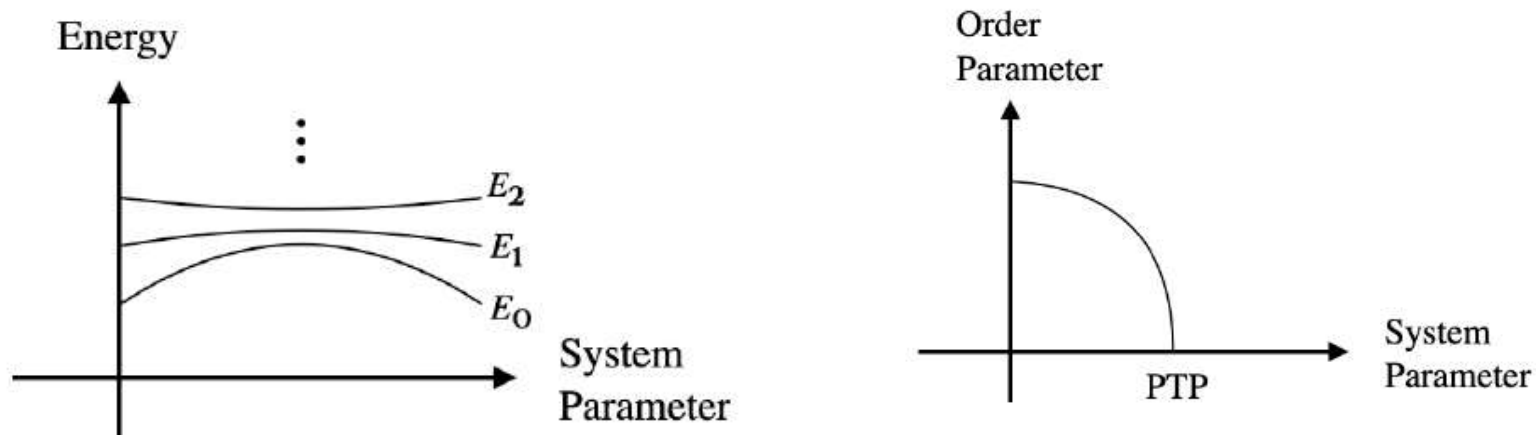 Energy
E2
E1
E0
System
Parameter
Order
Parameter
PTP
System
Parameter